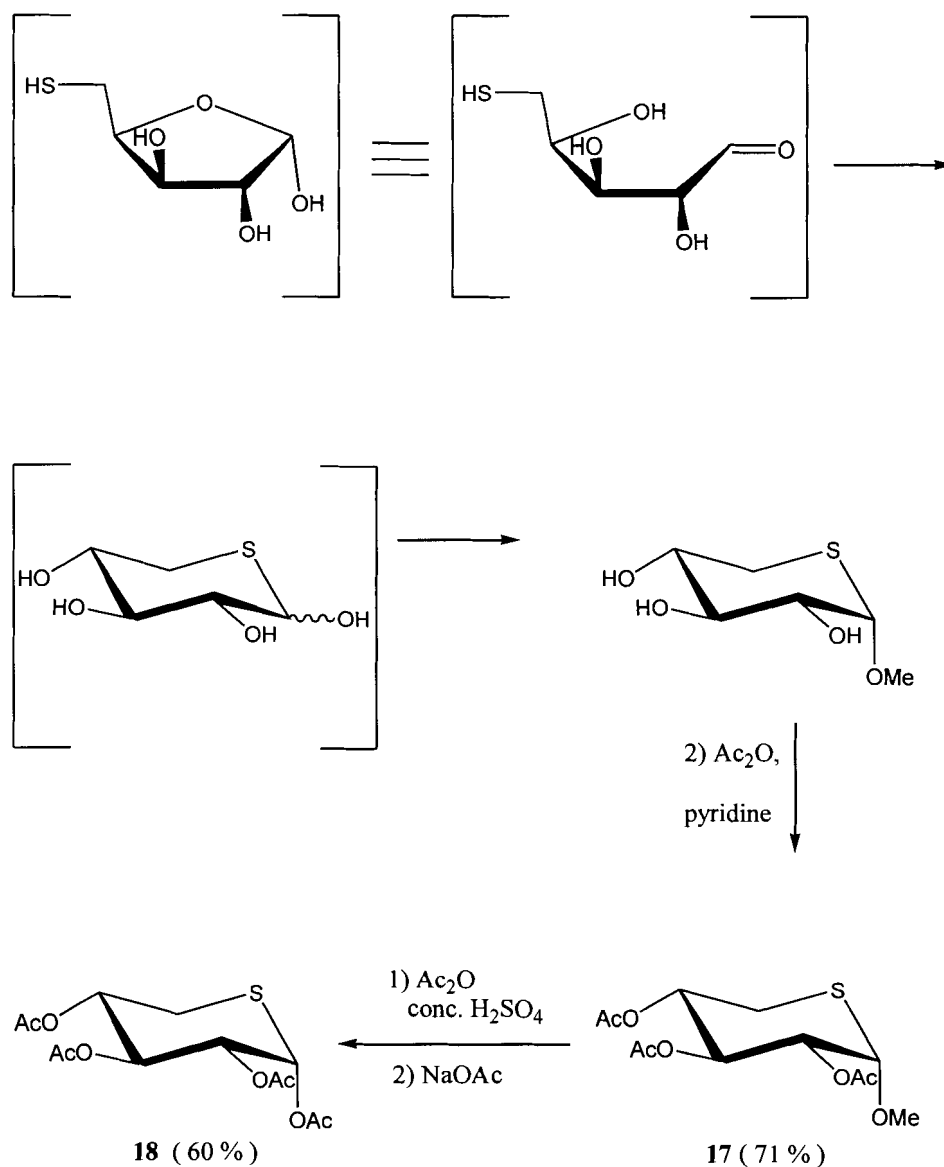 HS
O
HO
OH
OH
HS
OH
HO
O
OH
S
HO
HO
OH
OH
S
HO
HO
OH
OMe
2) Ac₂O,
pyridine
S
AcO
AcO
OAc
OAc
18 ( 60 % )
1) Ac₂O
conc. H₂SO₄
2) NaOAc
S
AcO
AcO
OAc
OMe
17 ( 71 % )